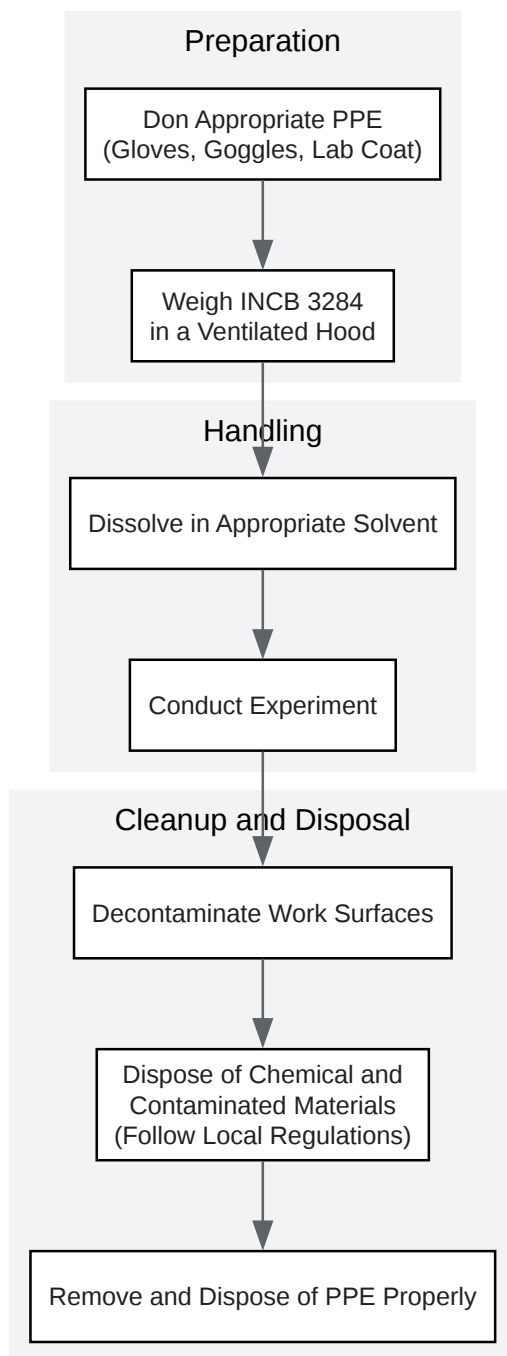 Preparation
Don Appropriate PPE
(Gloves, Goggles, Lab Coat)
Weigh INCB 3284
in a Ventilated Hood
Handling
Dissolve in Appropriate Solvent
Conduct Experiment
Cleanup and Disposal
Decontaminate Work Surfaces
Dispose of Chemical and
Contaminated Materials
(Follow Local Regulations)
Remove and Dispose of PPE Properly